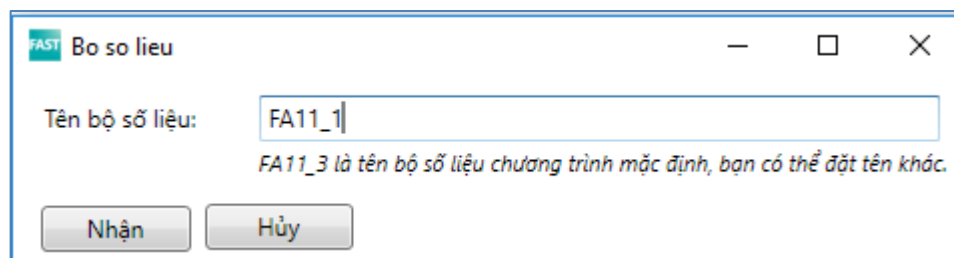 FAST Bo so lieu
Tên bộ số liệu: FA11_1
FA11_3 là tên bộ số liệu chương trình mặc định, bạn có thể đặt tên khác.
Nhận Hủy